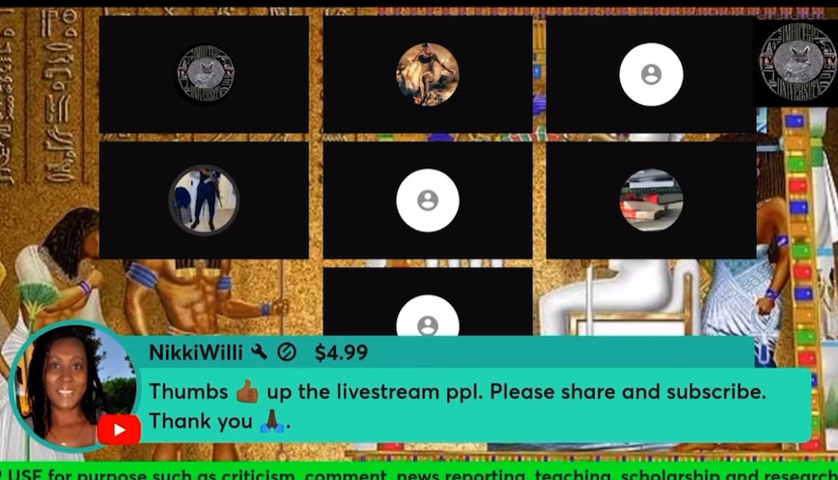 NikkiWilli $4.99
Thumbs 👍🏾 up the livestream ppl. Please share and subscribe.
Thank you 🙏🏾.
USE for purpose such as criticism, comment, news reporting, teaching, scholarship and research